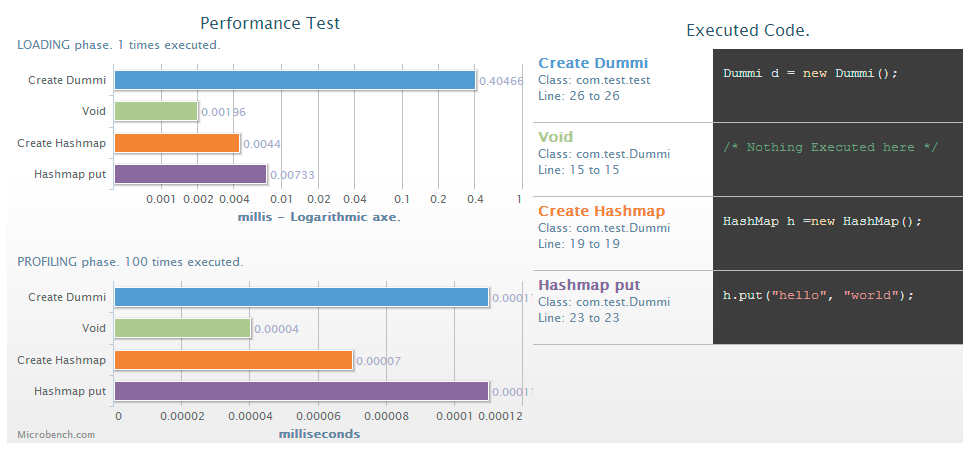 Performance Test
LOADING phase. 1 times executed.
Create Dummi
0.40466
Void
0.00196
Create Hashmap
0.0044
Hashmap put
0.00733
0.001 0.002 0.004 0.01 0.02 0.04 0.1 0.2 0.4 1
millis - Logarithmic axe.
PROFILING phase. 100 times executed.
Create Dummi
0.00011
Void
0.00004
Create Hashmap
0.00007
Hashmap put
0.00011
0 0.00002 0.00004 0.00006 0.00008 0.0001 0.00012
milliseconds
Microbench.com
Executed Code.
Create Dummi
Class: com.test.test
Line: 26 to 26
Dummi d = new Dummi();
Void
Class: com.test.Dummi
Line: 15 to 15
/* Nothing Executed here */
Create Hashmap
Class: com.test.Dummi
Line: 19 to 19
HashMap h =new HashMap();
Hashmap put
Class: com.test.Dummi
Line: 23 to 23
h.put("hello", "world");